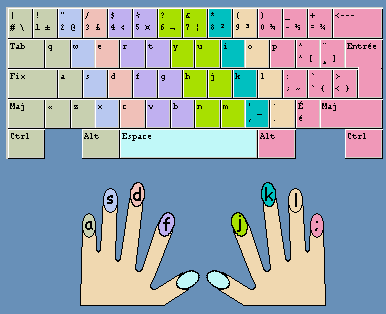 | ! " / $ % ? & * ( ) _ + <---
# \ 1 ± 2 @ 3 £ 4 ¢ 5 ¤ 6 ¬ 7 ¦ 8 ² 9 ³ 0 ¼ - ½ = ¾
Tab q w e r t y u i o p ^ ¨ Entrée
^ [ ¸ ]
Fix a s d f g h j k l : ` >
; ~ ` { < }
Maj « z x c v b n m ' . É Maj
, - . é
Ctrl Alt Espace Alt Ctrl
a s d f j k l ;